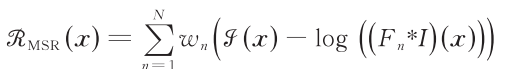 ℛ_MSR(x) = ∑_{n=1}^{N} w_n(ℐ(x) − log ((F_n*I)(x)))